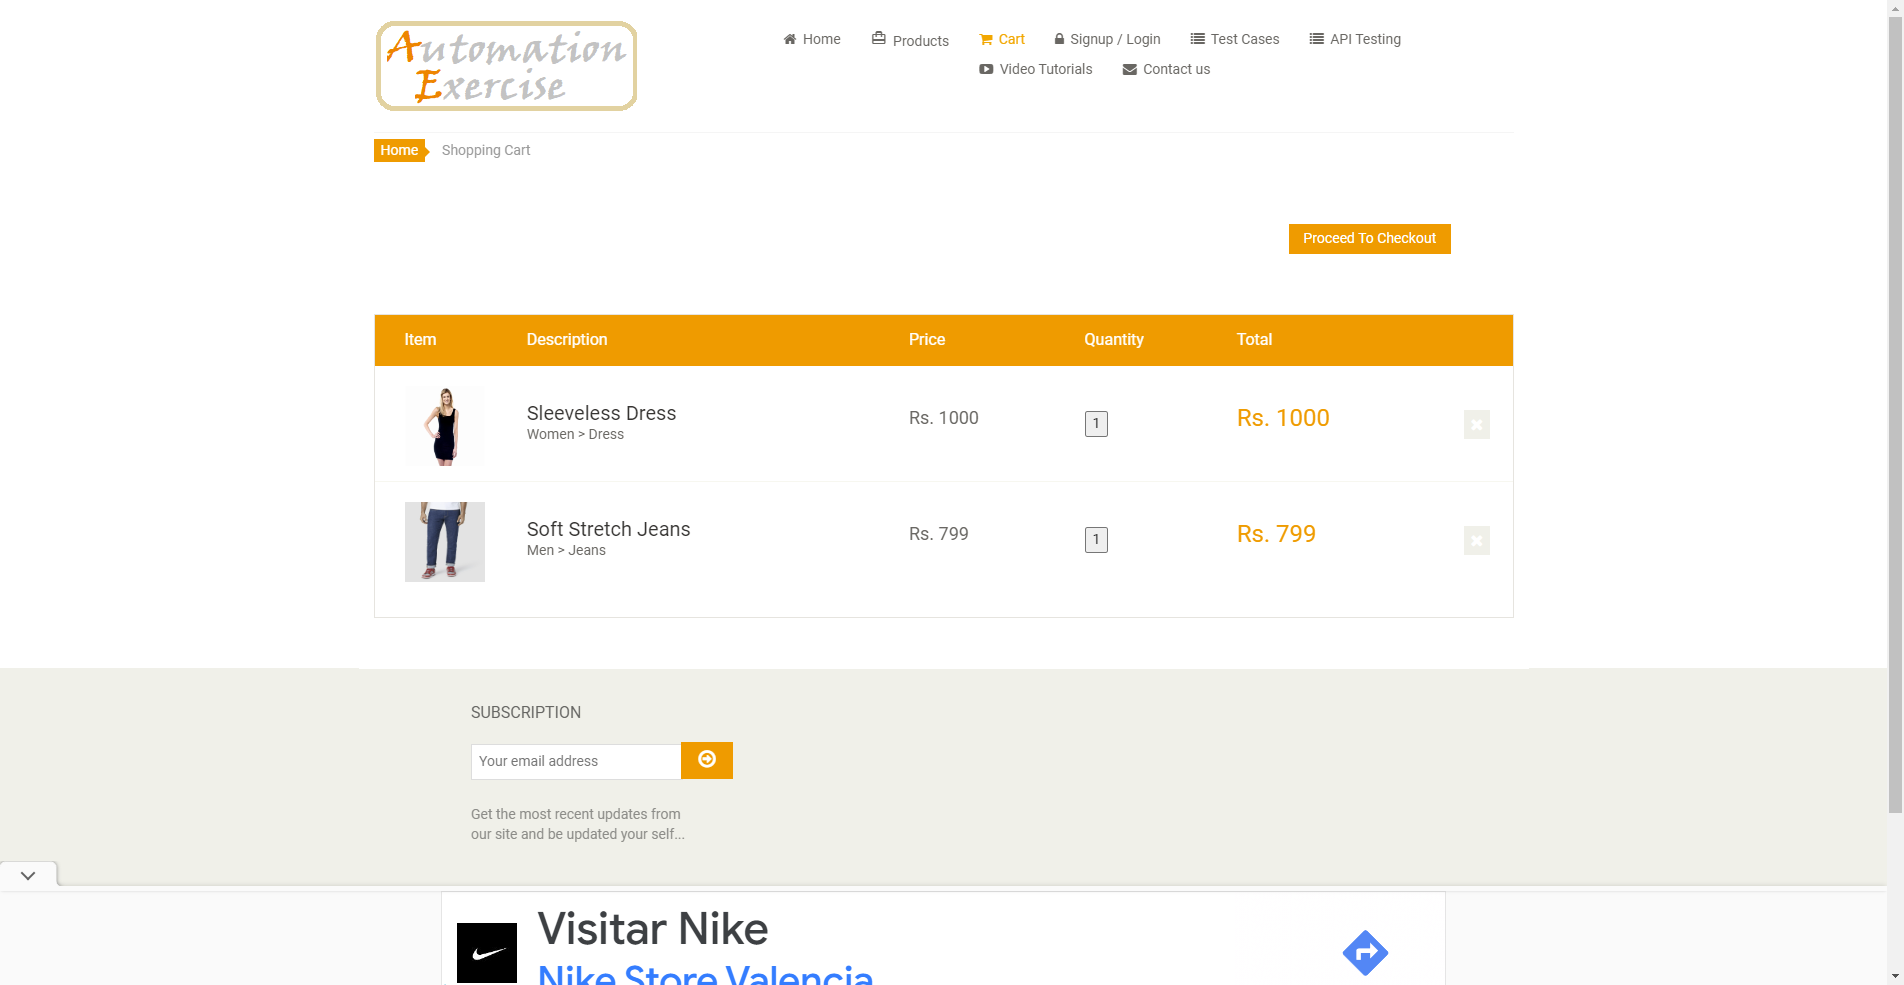 Automation
Exercise
Home
Products
Cart
Signup / Login
Test Cases
API Testing
Video Tutorials
Contact us
Home
Shopping Cart
Proceed To Checkout
Item Description Price Quantity Total
Sleeveless Dress
Women > Dress
Rs. 1000
1
Rs. 1000
Soft Stretch Jeans
Men > Jeans
Rs. 799
1
Rs. 799
SUBSCRIPTION
Your email address
Get the most recent updates from
our site and be updated your self...
Visitar Nike
Nike Store Valencia